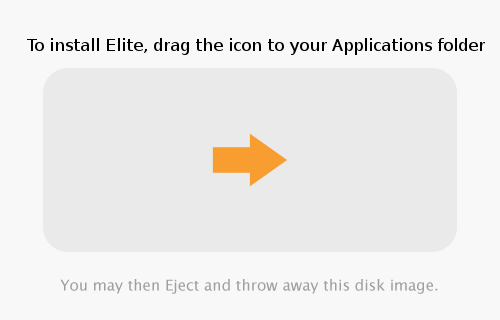 To install Elite, drag the icon to your Applications folder
You may then Eject and throw away this disk image.